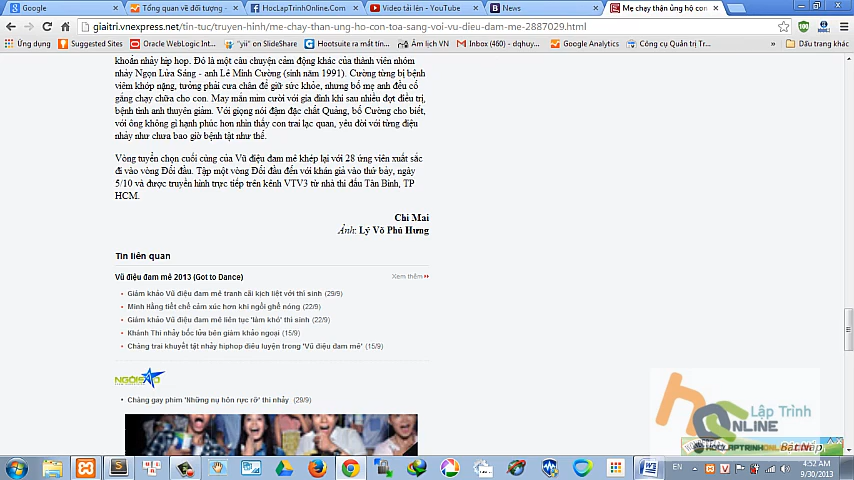 Google
Tổng quan về đối tượng -
HocLapTrinhOnline.Com
Video tải lên - YouTube
News
Mẹ chạy thận ủng hộ con
giaitri.vnexpress.net/tin-tuc/truyen-hinh/me-chay-than-ung-ho-con-toa-sang-voi-vu-dieu-dam-me-2887029.html
Ứng dụng
Suggested Sites
Oracle WebLogic Int...
"yii" on SlideShare
Hootsuite ra mắt tín...
Âm lịch VN
Inbox (460) - dqhuy...
Google Analytics
Công cụ Quản trị Tr...
Dấu trang khác
khoăn nhảy hip hop. Đó là một câu chuyện cảm động khác của thành viên nhóm
nhảy Ngọn Lửa Sáng - anh Lê Minh Cường (sinh năm 1991). Cường từng bị bệnh
viêm khớp nặng, tưởng phải cưa chân để giữ sức khỏe, nhưng bố mẹ anh đều cố
gắng chạy chữa cho con. May mắn mỉm cười với gia đình khi sau nhiều đợt điều trị,
bệnh tình anh thuyên giảm. Với giọng nói đậm đặc chất Quảng, bố Cường cho biết,
với ông không gì hạnh phúc hơn nhìn thấy con trai lạc quan, yêu đời với từng điệu
nhảy như chưa bao giờ bệnh tật như thế.
Vòng tuyển chọn cuối cùng của Vũ điệu đam mê khép lại với 28 ứng viên xuất sắc
đi vào vòng Đối đầu. Tập một vòng Đối đầu đến với khán giả vào thứ bảy, ngày
5/10 và được truyền hình trực tiếp trên kênh VTV3 từ nhà thi đấu Tân Bình, TP
HCM.
Chi Mai
Ảnh: Lý Võ Phú Hưng
Tin liên quan
Vũ điệu đam mê 2013 (Got to Dance)
Xem thêm
Giám khảo Vũ điệu đam mê tranh cãi kịch liệt với thí sinh (29/9)
Minh Hằng tiết chế cảm xúc hơn khi ngồi ghế nóng (22/9)
Giám khảo Vũ điệu đam mê liên tục 'làm khó' thí sinh (22/9)
Khánh Thi nhảy bốc lửa bên giám khảo ngoại (15/9)
Chàng trai khuyết tật nhảy hiphop điêu luyện trong 'Vũ điệu đam mê' (15/9)
NGÔISAO
Chàng gay phim 'Những nụ hôn rực rỡ' thi nhảy (29/9)
Lập Trình
ONLINE
HOCLAPTRINHONLINE
EN
4:52 AM
9/30/2013